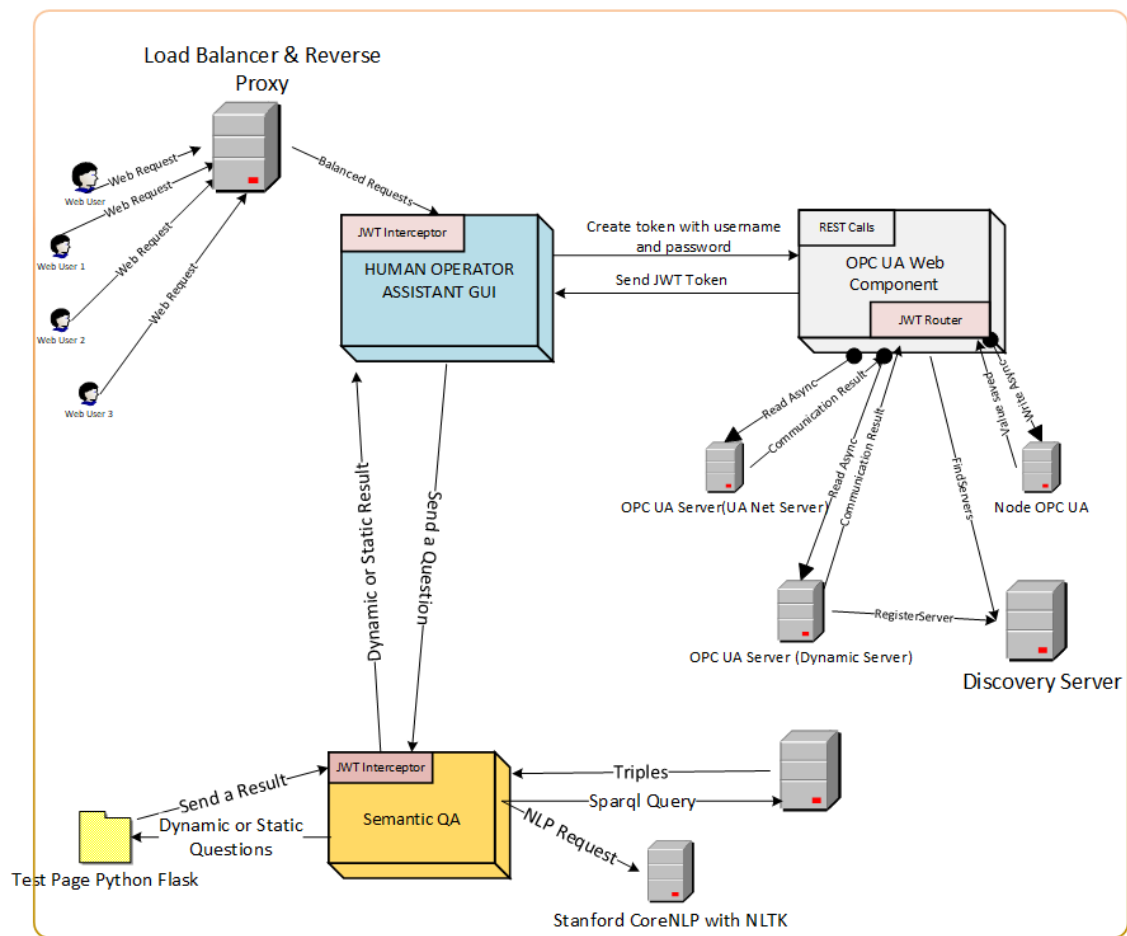 Load Balancer & Reverse
Proxy
Web Request
Web User
Web Request
Web User 1
Web Request
Web User 2
Web Request
Web User 3
Balanced Requests
JWT Interceptor
HUMAN OPERATOR
ASSISTANT GUI
Create token with username
and password
Send JWT Token
REST Calls
OPC UA Web
Component
JWT Router
Read Async
Communication Result
Read Async
Communication Result
FindServers
Value saved
Write Async
OPC UA Server(UA Net Server)
Node OPC UA
RegisterServer
OPC UA Server (Dynamic Server)
Discovery Server
Dynamic or Static Result
Send a Question
JWT Interceptor
Semantic QA
Send a Result
Dynamic or Static
Questions
Test Page Python Flask
Triples
Sparql Query
NLP Request
Stanford CoreNLP with NLTK